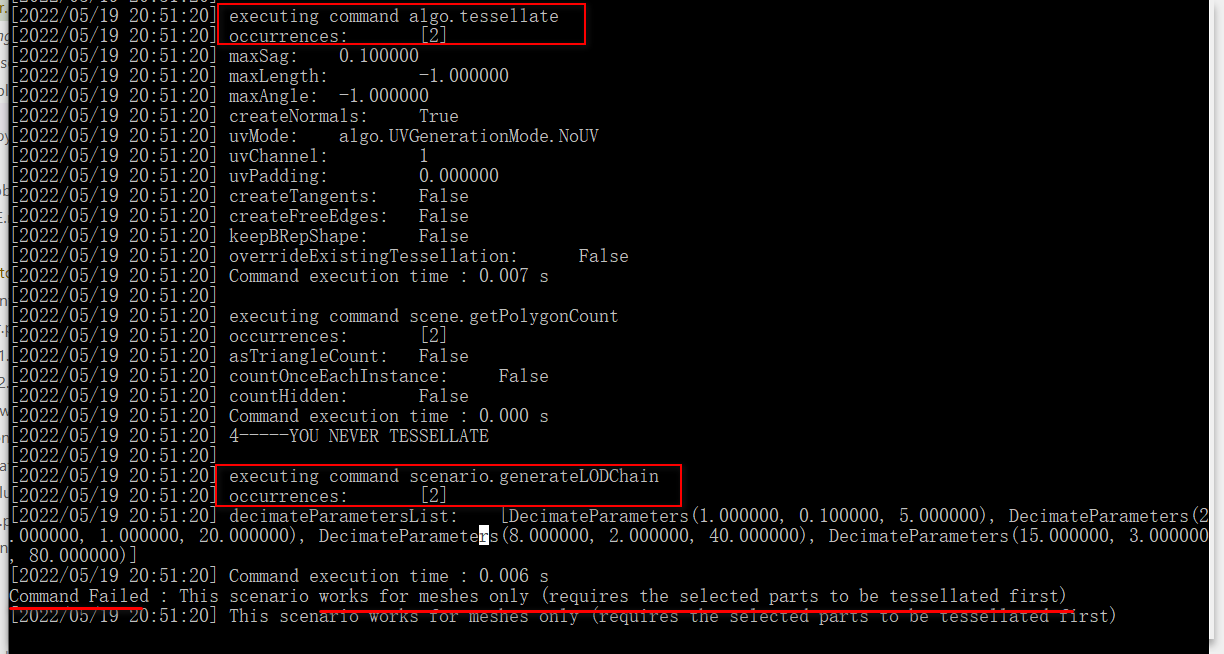 [2022/05/19 20:51:20] executing command algo.tessellate
[2022/05/19 20:51:20] occurrences: [2]
[2022/05/19 20:51:20] maxSag: 0.100000
[2022/05/19 20:51:20] maxLength: -1.000000
[2022/05/19 20:51:20] maxAngle: -1.000000
[2022/05/19 20:51:20] createNormals: True
[2022/05/19 20:51:20] uvMode: algo.UVGenerationMode.NoUV
[2022/05/19 20:51:20] uvChannel: 1
[2022/05/19 20:51:20] uvPadding: 0.000000
[2022/05/19 20:51:20] createTangents: False
[2022/05/19 20:51:20] createFreeEdges: False
[2022/05/19 20:51:20] keepBRepShape: False
[2022/05/19 20:51:20] overrideExistingTessellation: False
[2022/05/19 20:51:20] Command execution time : 0.007 s
[2022/05/19 20:51:20]
[2022/05/19 20:51:20] executing command scene.getPolygonCount
[2022/05/19 20:51:20] occurrences: [2]
[2022/05/19 20:51:20] asTriangleCount: False
[2022/05/19 20:51:20] countOnceEachInstance: False
[2022/05/19 20:51:20] countHidden: False
[2022/05/19 20:51:20] Command execution time : 0.000 s
[2022/05/19 20:51:20] 4-----YOU NEVER TESSELLATE
[2022/05/19 20:51:20]
[2022/05/19 20:51:20] executing command scenario.generateLODChain
[2022/05/19 20:51:20] occurrences: [2]
[2022/05/19 20:51:20] decimateParametersList: [DecimateParameters(1.000000, 0.100000, 5.000000), DecimateParameters(2
.000000, 1.000000, 20.000000), DecimateParameters(8.000000, 2.000000, 40.000000), DecimateParameters(15.000000, 3.000000
, 80.000000)]
[2022/05/19 20:51:20] Command execution time : 0.006 s
Command Failed : This scenario works for meshes only (requires the selected parts to be tessellated first)
[2022/05/19 20:51:20] This scenario works for meshes only (requires the selected parts to be tessellated first)